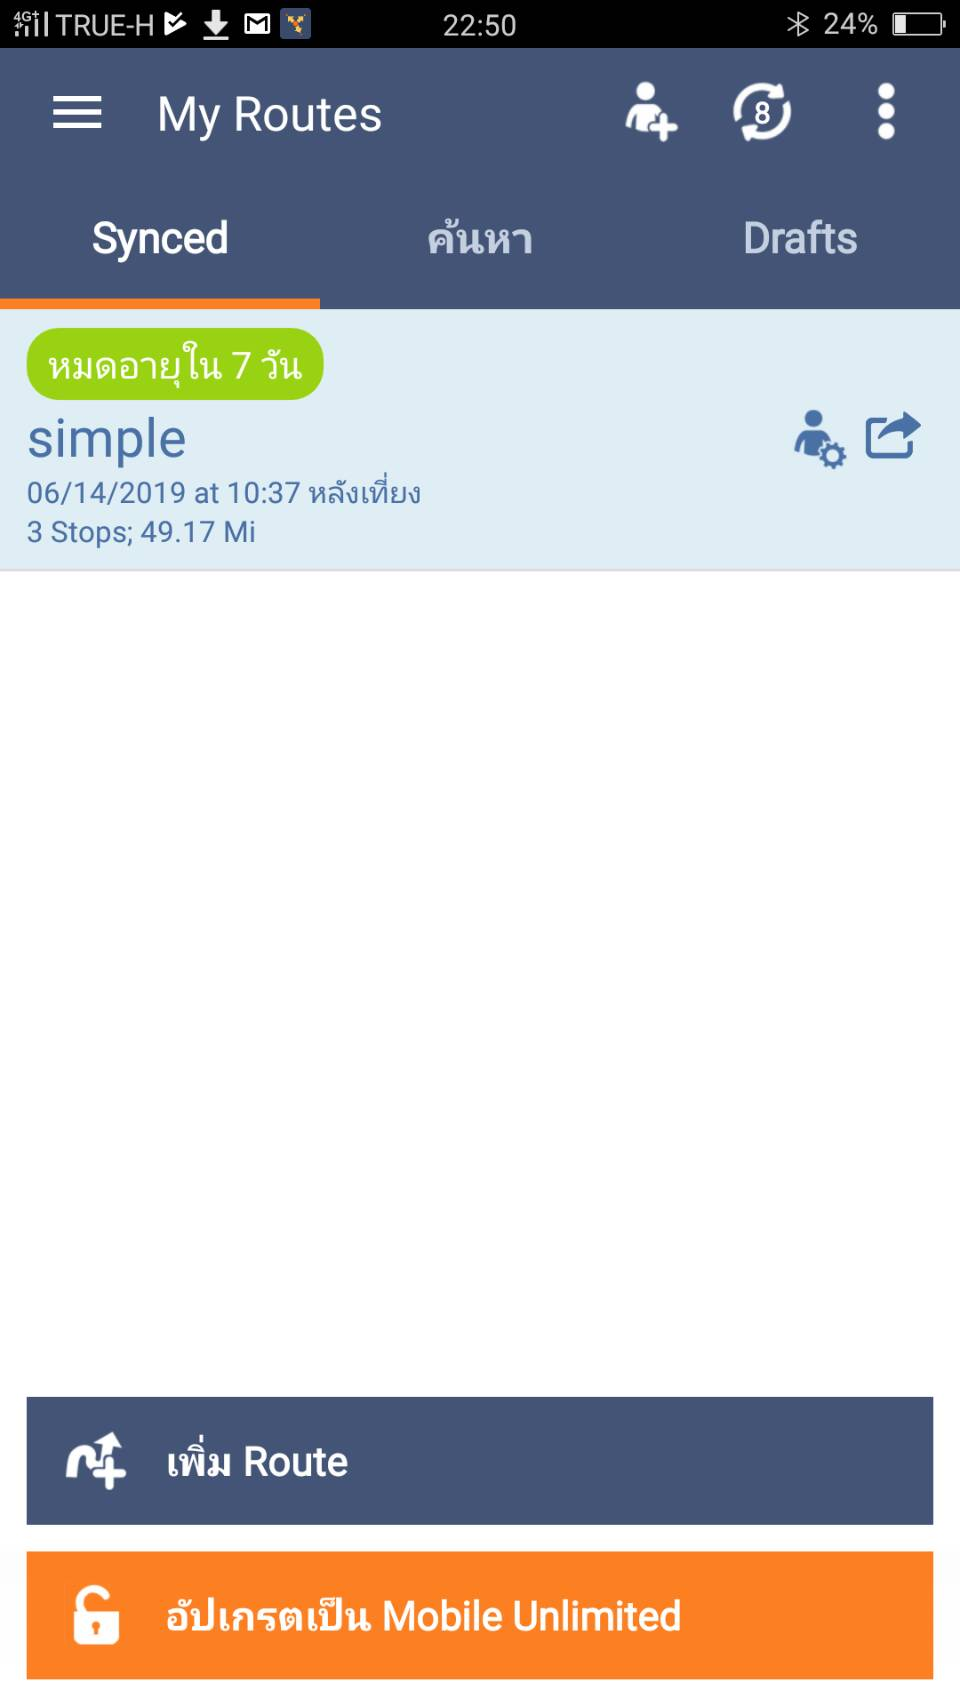 4G+ TRUE-H 22:50 24%
My Routes 8
Synced ค้นหา Drafts
หมดอายุใน 7 วัน
simple
06/14/2019 at 10:37 หลังเที่ยง
3 Stops; 49.17 Mi
เพิ่ม Route
อัปเกรตเป็น Mobile Unlimited